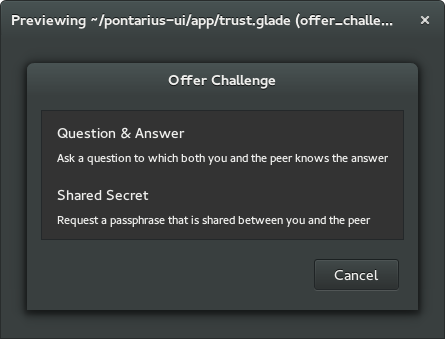 Previewing ~/pontarius-ui/app/trust.glade (offer_challe...
Offer Challenge
Question & Answer
Ask a question to which both you and the peer knows the answer
Shared Secret
Request a passphrase that is shared between you and the peer
Cancel